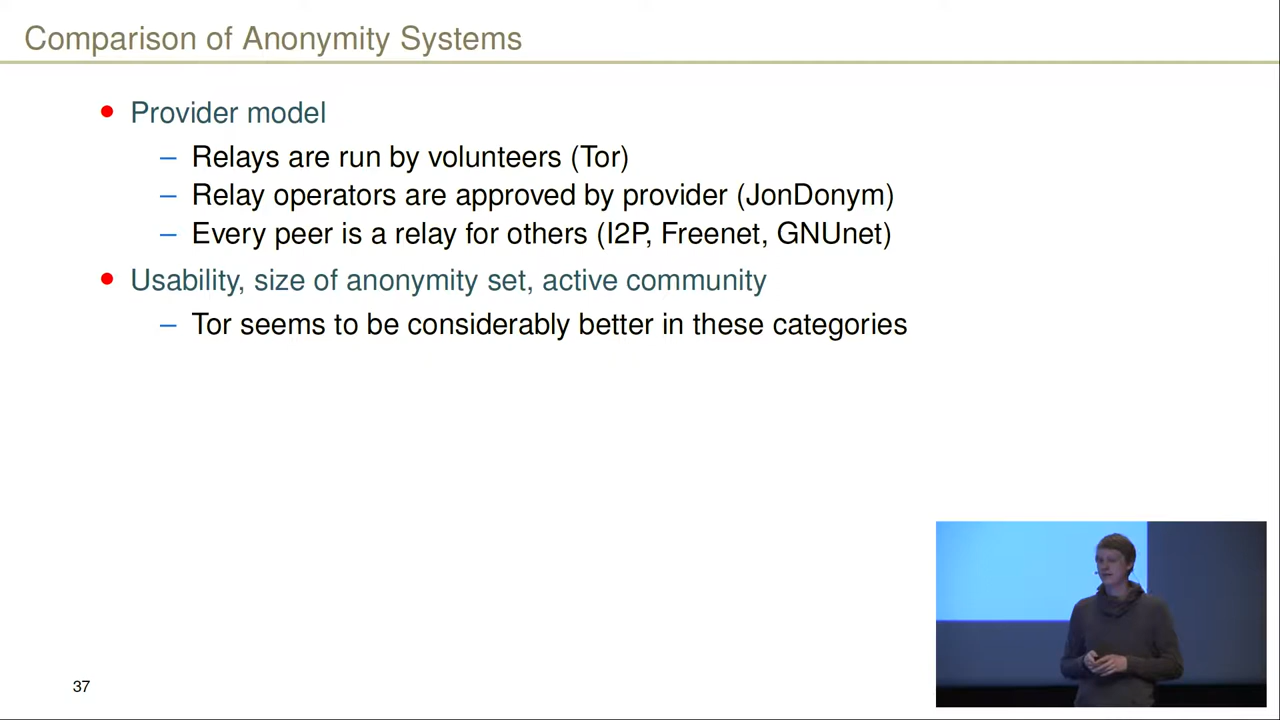 Comparison of Anonymity Systems
• Provider model
– Relays are run by volunteers (Tor)
– Relay operators are approved by provider (JonDonym)
– Every peer is a relay for others (I2P, Freenet, GNUnet)
• Usability, size of anonymity set, active community
– Tor seems to be considerably better in these categories
37